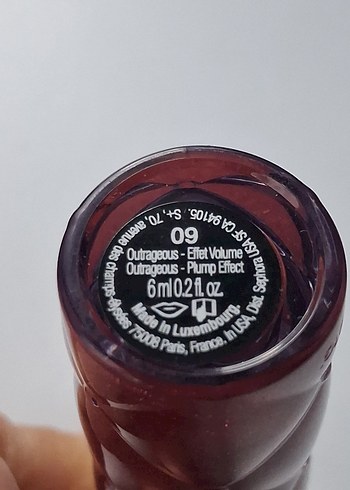 09
Outrageous - Effet Volume
Outrageous - Plump Effect
6 ml 0.2 fl. oz.
Made In Luxembourg.
S+, 70, avenue des champs-élysées 75008 Paris, France. In USA, Dist. Sephora USA SF CA 94105.